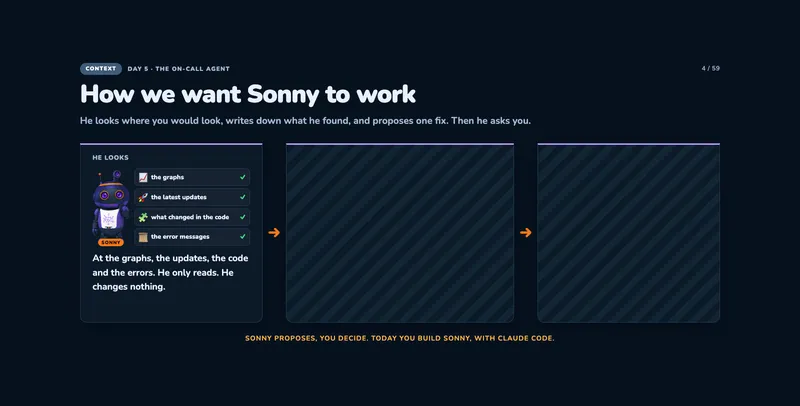 CONTEXT DAY 5 · THE ON-CALL AGENT
4 / 59
How we want Sonny to work
He looks where you would look, writes down what he found, and proposes one fix. Then he asks you.
HE LOOKS
the graphs
the latest updates
what changed in the code
the error messages
SONNY
At the graphs, the updates, the code
and the errors. He only reads. He
changes nothing.
SONNY PROPOSES, YOU DECIDE. TODAY YOU BUILD SONNY, WITH CLAUDE CODE.